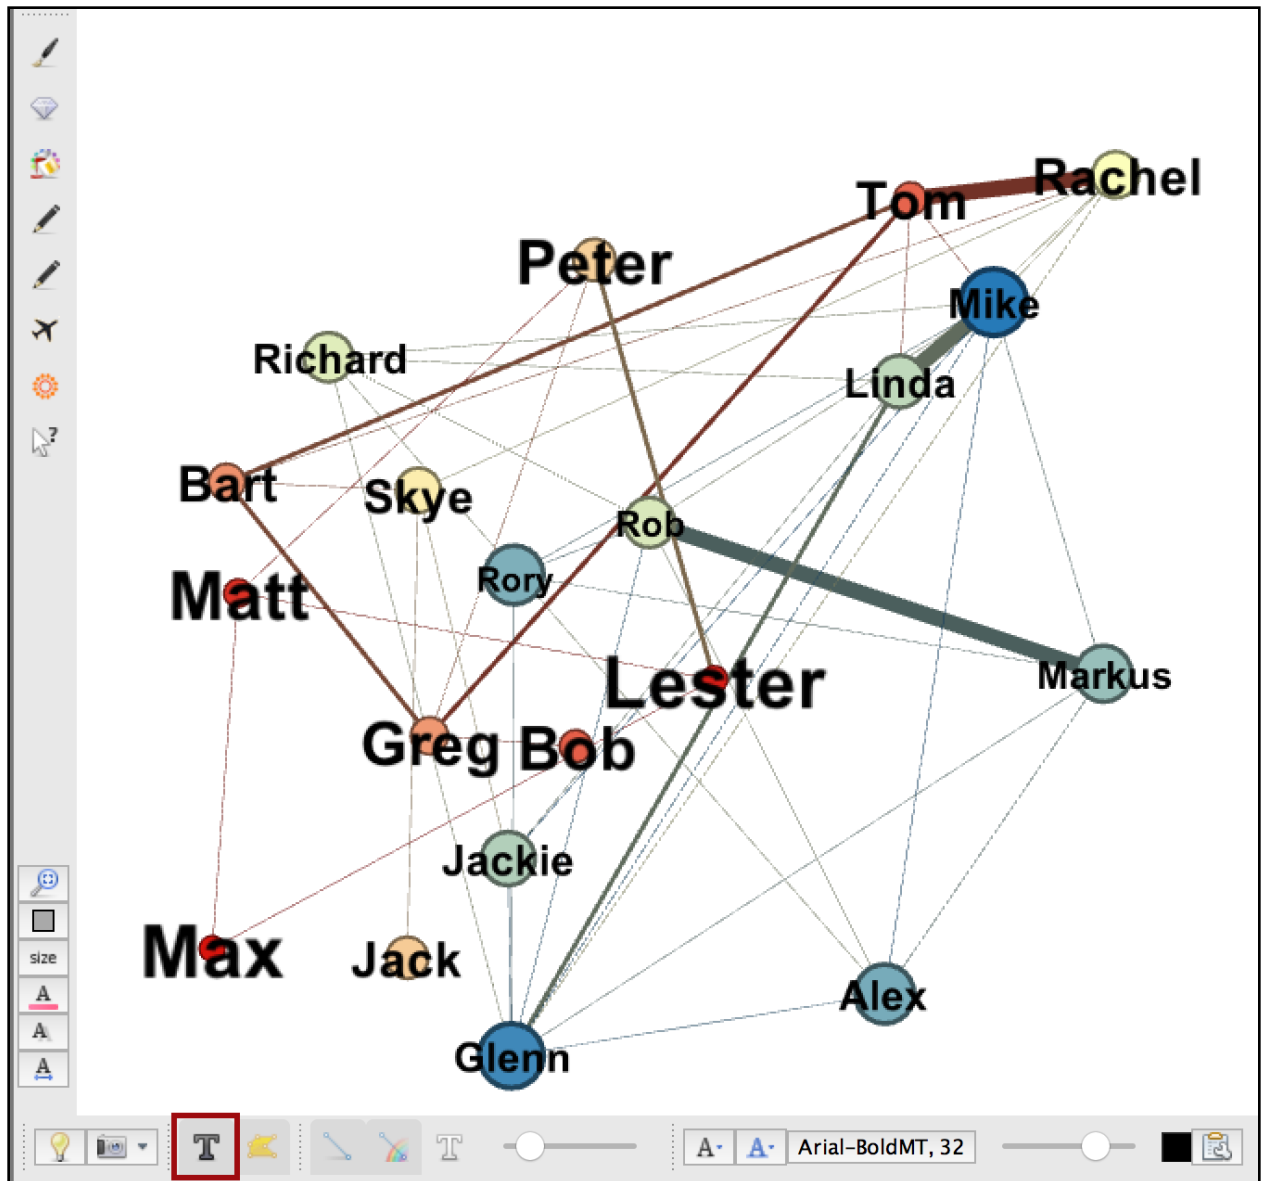 Rachel
Tom
Peter
Mike
Richard
Linda
Bart
Skye
Rob
Rory
Matt
Lester
Markus
Greg
Bob
Jackie
Max
Jack
Alex
Glenn
size
A
A
A
T
T
A
A
Arial-BoldMT, 32